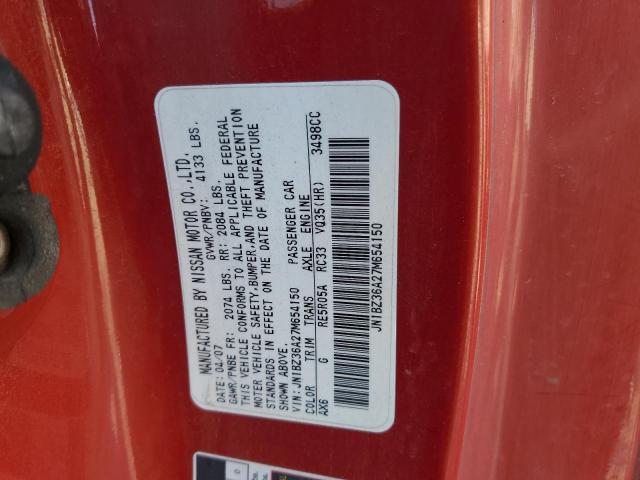 MANUFACTURED BY NISSAN MOTOR CO.,LTD.
DATE: 04/07 GVWR/PNBV: 4133 LBS.
GAWR/PNBE FR: 2074 LBS. RR: 2084 LBS.
THIS VEHICLE CONFORMS TO ALL APPLICABLE FEDERAL
MOTOR VEHICLE SAFETY, BUMPER, AND THEFT PREVENTION
STANDARDS IN EFFECT ON THE DATE OF MANUFACTURE
SHOWN ABOVE.
VIN: JN1BZ36A27M654150 PASSENGER CAR
COLOR TRIM TRANS AXLE ENGINE
AX6 G RE5R05A RC33 VQ35(HR) 3498CC
JN1BZ36A27M654150